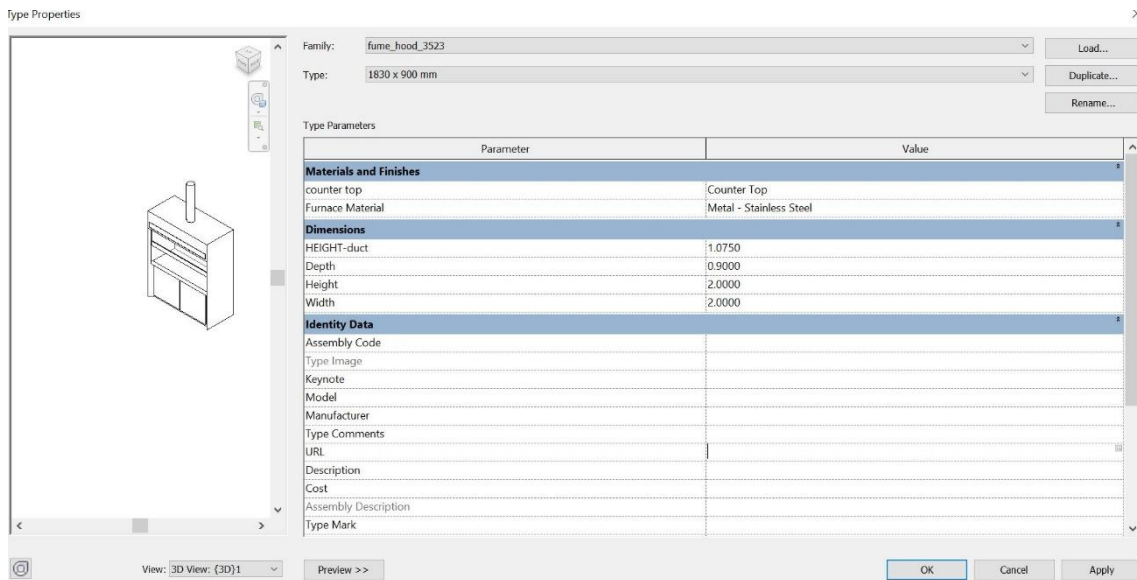 Type Properties
Family: fume_hood_3523 Load...
Type: 1830 x 900 mm Duplicate...
Rename...
Type Parameters
Parameter Value
Materials and Finishes
counter top Counter Top
Furnace Material Metal - Stainless Steel
Dimensions
HEIGHT-duct 1.0750
Depth 0.9000
Height 2.0000
Width 2.0000
Identity Data
Assembly Code
Type Image
Keynote
Model
Manufacturer
Type Comments
URL
Description
Cost
Assembly Description
Type Mark
View: 3D View: {3D}1 Preview >> OK Cancel Apply